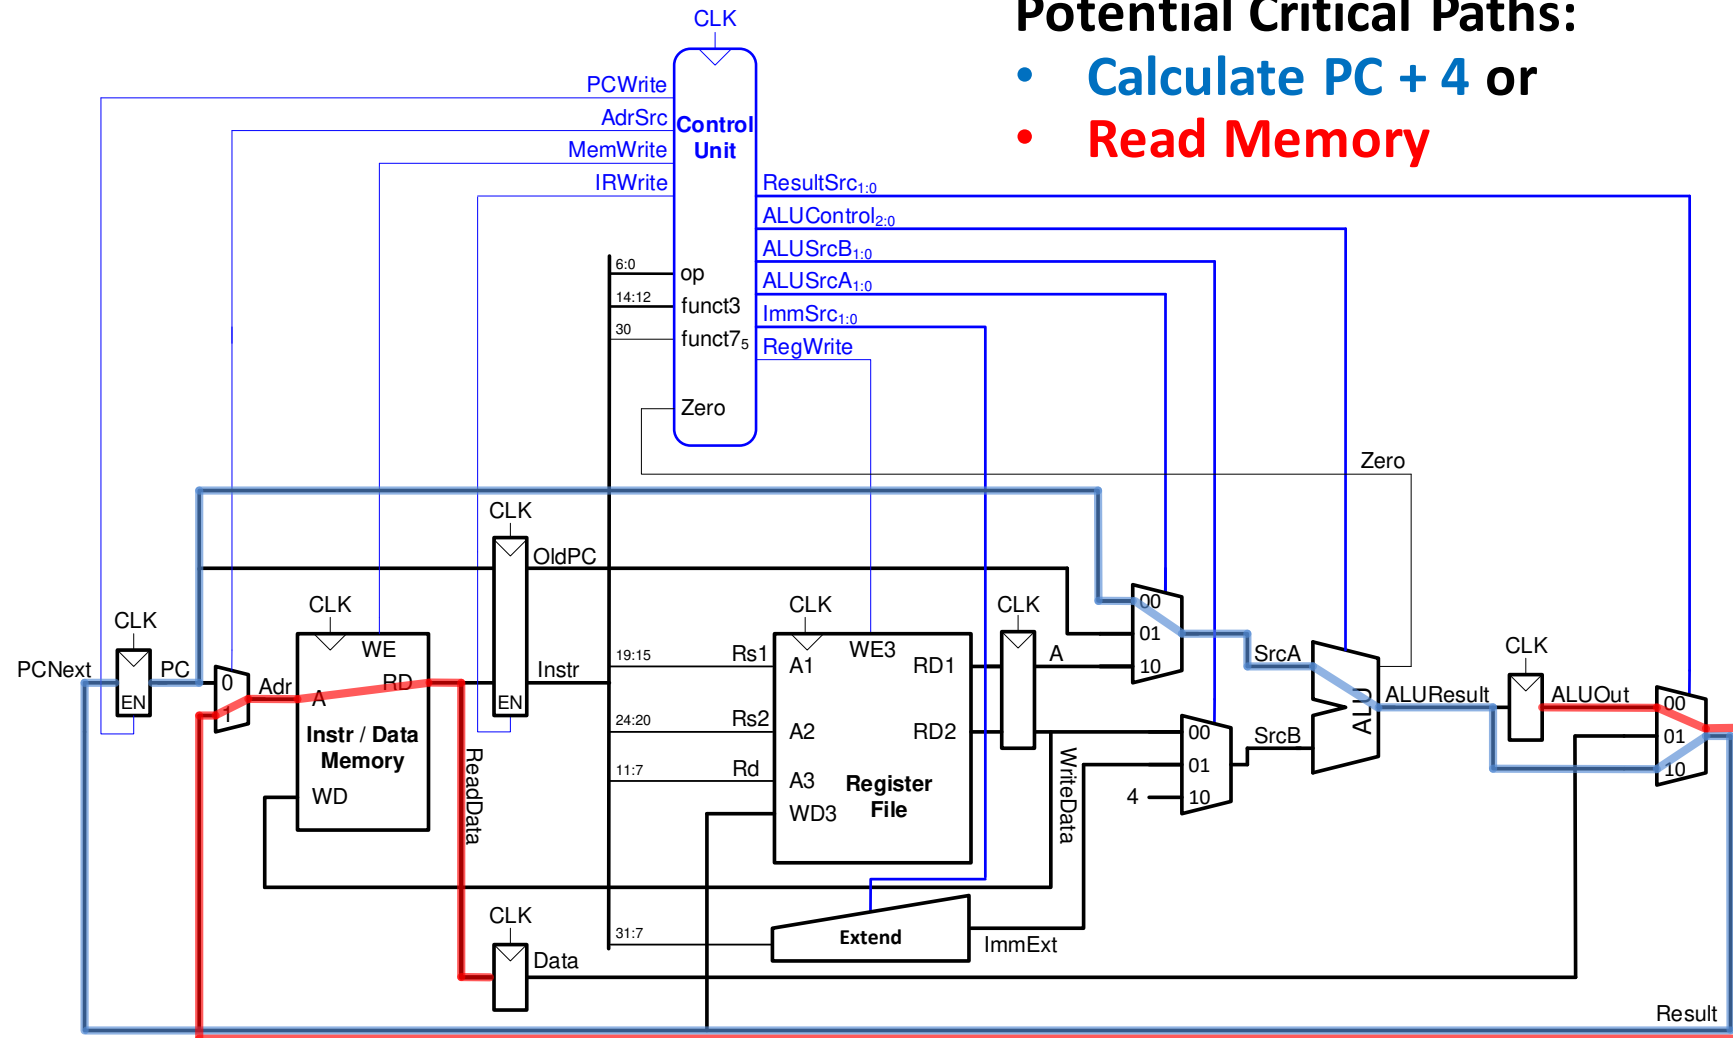 Potential Critical Paths:
• Calculate PC + 4 or
• Read Memory
CLK
PCWrite
AdrSrc
MemWrite
IRWrite
Control
Unit
ResultSrc1:0
ALUControl2:0
ALUSrcB1:0
ALUSrcA1:0
ImmSrc1:0
RegWrite
6:0
op
14:12
funct3
30
funct75
Zero
Zero
CLK
OldPC
CLK
PCNext
EN
PC
0
1
Adr
CLK
WE
A
RD
Instr / Data
Memory
WD
ReadData
EN
Instr
19:15
Rs1
24:20
Rs2
11:7
Rd
CLK
WE3
A1
RD1
A2
RD2
A3
WD3
Register
File
CLK
A
WriteData
00
01
10
SrcA
00
01
4
10
SrcB
ALU
ALUResult
CLK
ALUOut
00
01
10
31:7
Extend
ImmExt
CLK
Data
Result